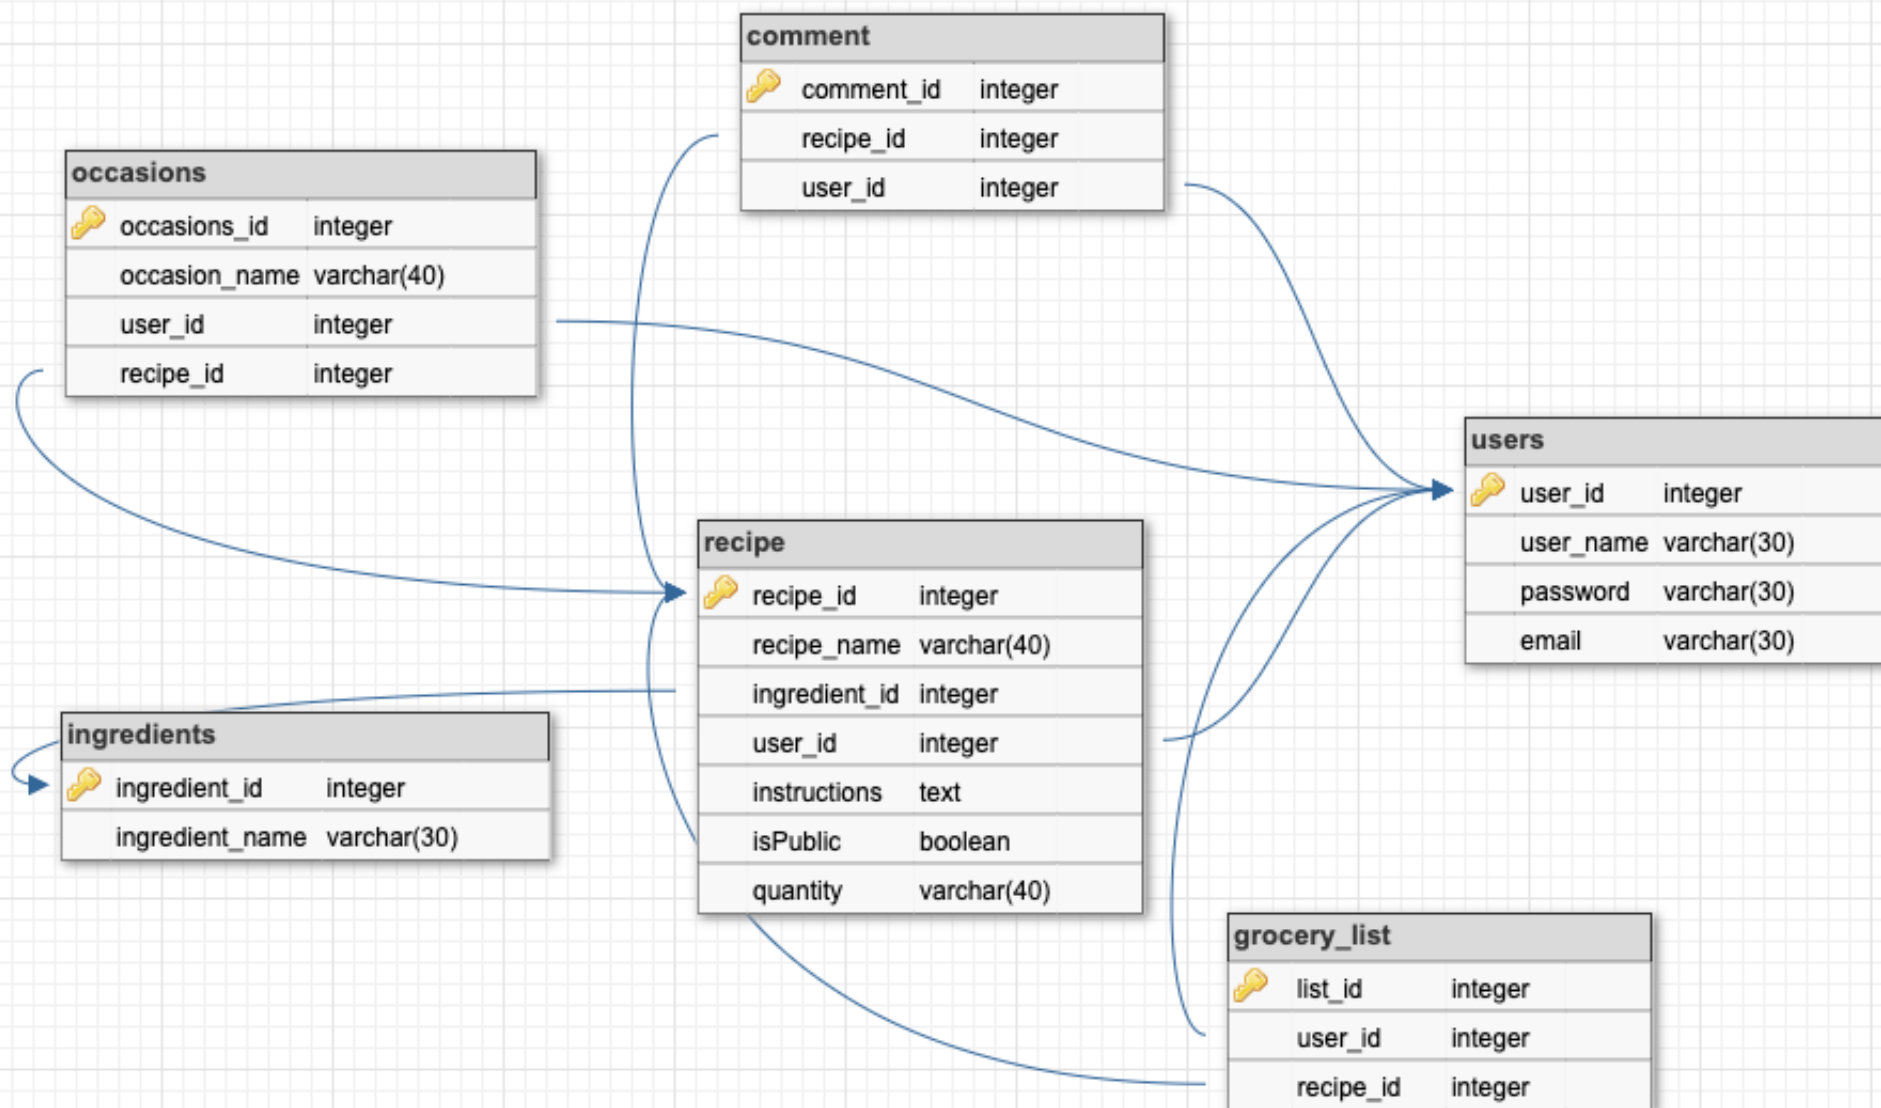 comment
comment_id integer
recipe_id integer
user_id integer
occasions
occasions_id integer
occasion_name varchar(40)
user_id integer
recipe_id integer
users
user_id integer
user_name varchar(30)
password varchar(30)
email varchar(30)
recipe
recipe_id integer
recipe_name varchar(40)
ingredient_id integer
user_id integer
instructions text
isPublic boolean
quantity varchar(40)
ingredients
ingredient_id integer
ingredient_name varchar(30)
grocery_list
list_id integer
user_id integer
recipe_id integer